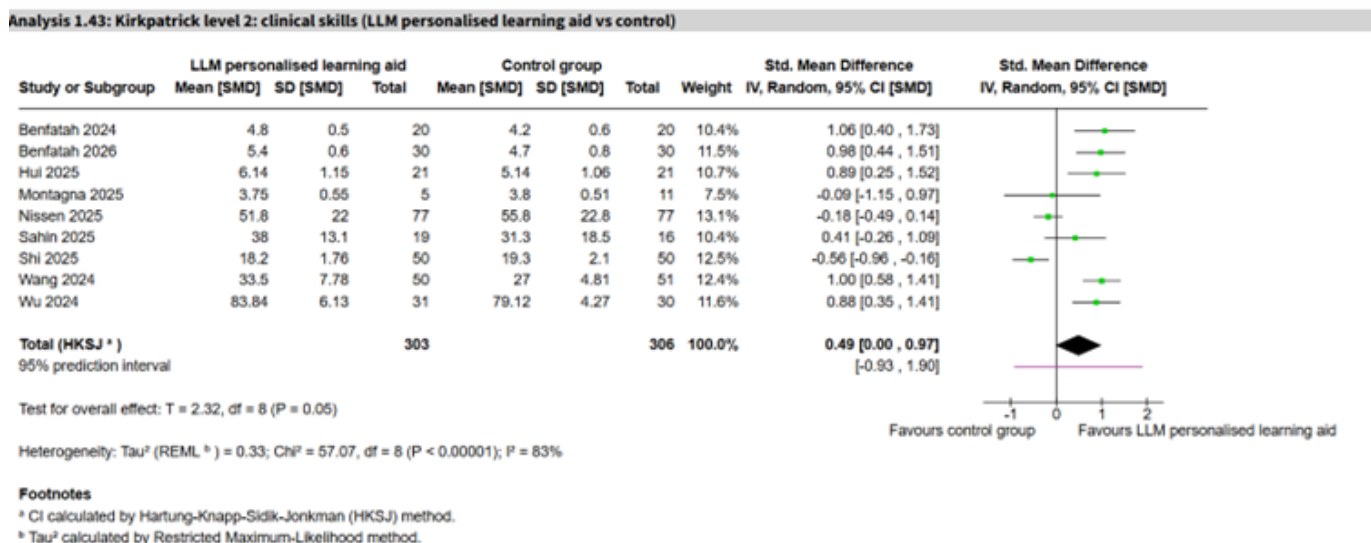 Analysis 1.43: Kirkpatrick level 2: clinical skills (LLM personalised learning aid vs control)
LLM personalised learning aid Control group Std. Mean Difference Std. Mean Difference
Study or Subgroup Mean [SMD] SD [SMD] Total Mean [SMD] SD [SMD] Total Weight IV, Random, 95% CI [SMD] IV, Random, 95% CI [SMD]
Benfatah 2024 4.8 0.5 20 4.2 0.6 20 10.4% 1.06 [0.40 , 1.73]
Benfatah 2026 5.4 0.6 30 4.7 0.8 30 11.5% 0.98 [0.44 , 1.51]
Hui 2025 6.14 1.15 21 5.14 1.06 21 10.7% 0.89 [0.25 , 1.52]
Montagna 2025 3.75 0.55 5 3.8 0.51 11 7.5% -0.09 [-1.15 , 0.97]
Nissen 2025 51.8 22 77 55.8 22.8 77 13.1% -0.18 [-0.49 , 0.14]
Sahin 2025 38 13.1 19 31.3 18.5 16 10.4% 0.41 [-0.26 , 1.09]
Shi 2025 18.2 1.76 50 19.3 2.1 50 12.5% -0.56 [-0.96 , -0.16]
Wang 2024 33.5 7.78 50 27 4.81 51 12.4% 1.00 [0.58 , 1.41]
Wu 2024 83.84 6.13 31 79.12 4.27 30 11.6% 0.88 [0.35 , 1.41]
Total (HKSJ ᵃ ) 303 306 100.0% 0.49 [0.00 , 0.97]
95% prediction interval [-0.93 , 1.90]
Test for overall effect: T = 2.32, df = 8 (P = 0.05)
-1 0 1 2
Favours control group Favours LLM personalised learning aid
Heterogeneity: Tau² (REML ᵇ ) = 0.33; Chi² = 57.07, df = 8 (P < 0.00001); I² = 83%
Footnotes
ᵃ CI calculated by Hartung-Knapp-Sidik-Jonkman (HKSJ) method.
ᵇ Tau² calculated by Restricted Maximum-Likelihood method.